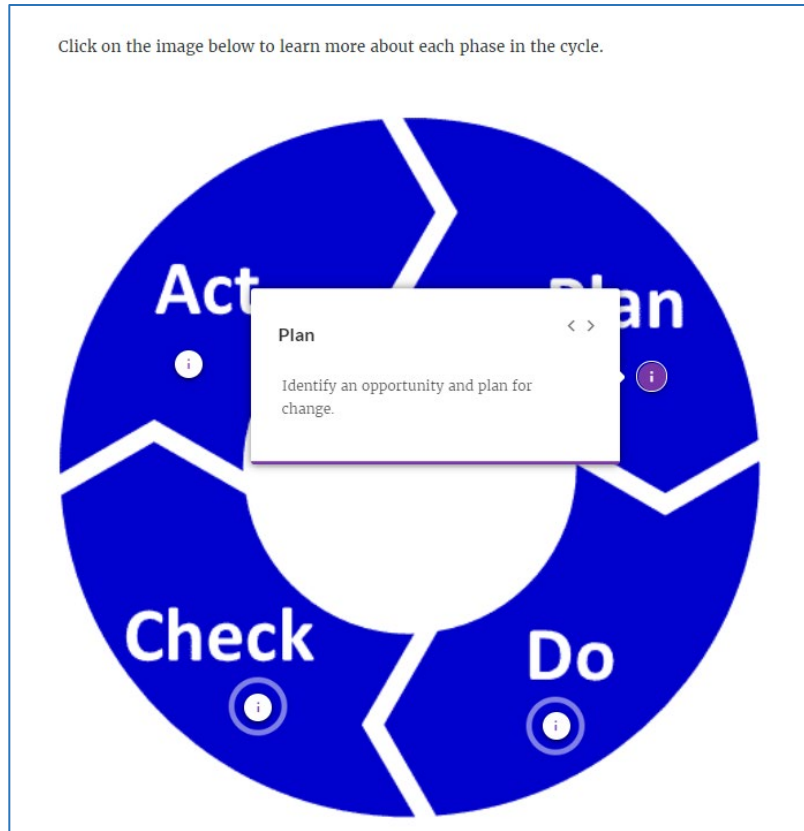 Click on the image below to learn more about each phase in the cycle.
Act
Plan
Plan
Identify an opportunity and plan for
change.
Check
Do